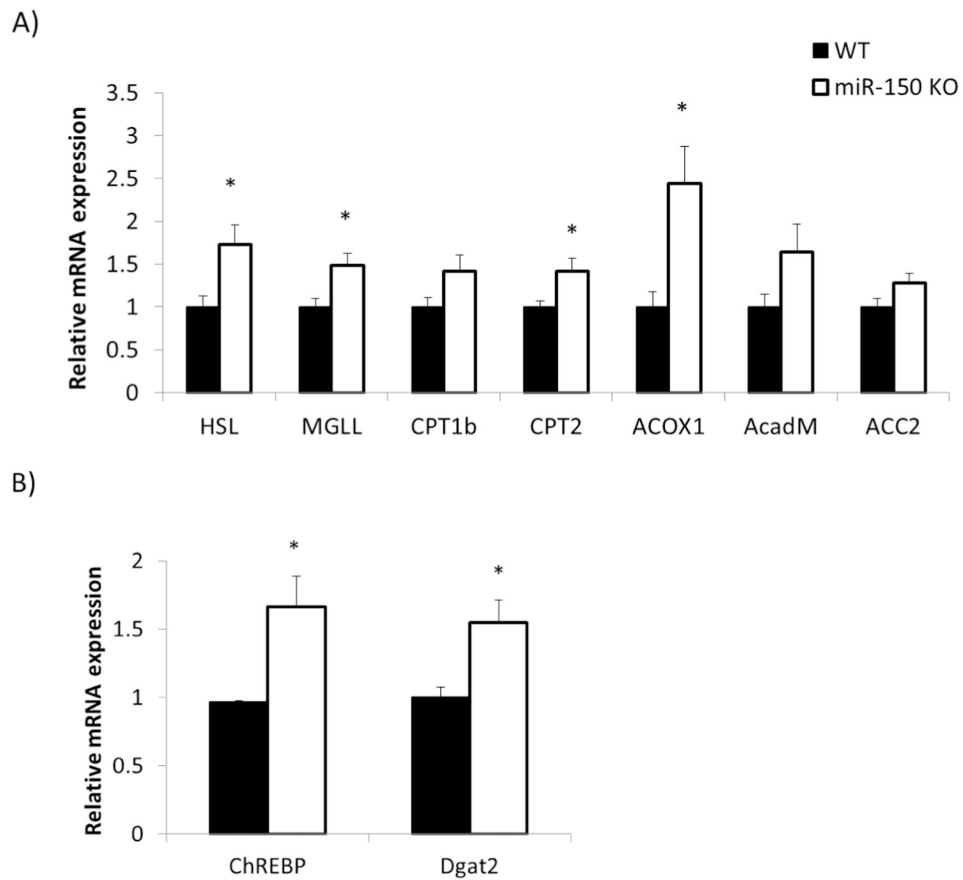 A)
WT
miR-150 KO
Relative mRNA expression
3.5
3
2.5
2
1.5
1
0.5
0
* * * *
HSL MGLL CPT1b CPT2 ACOX1 AcadM ACC2
B)
Relative mRNA expression
2
1.5
1
0.5
0
* *
ChREBP Dgat2